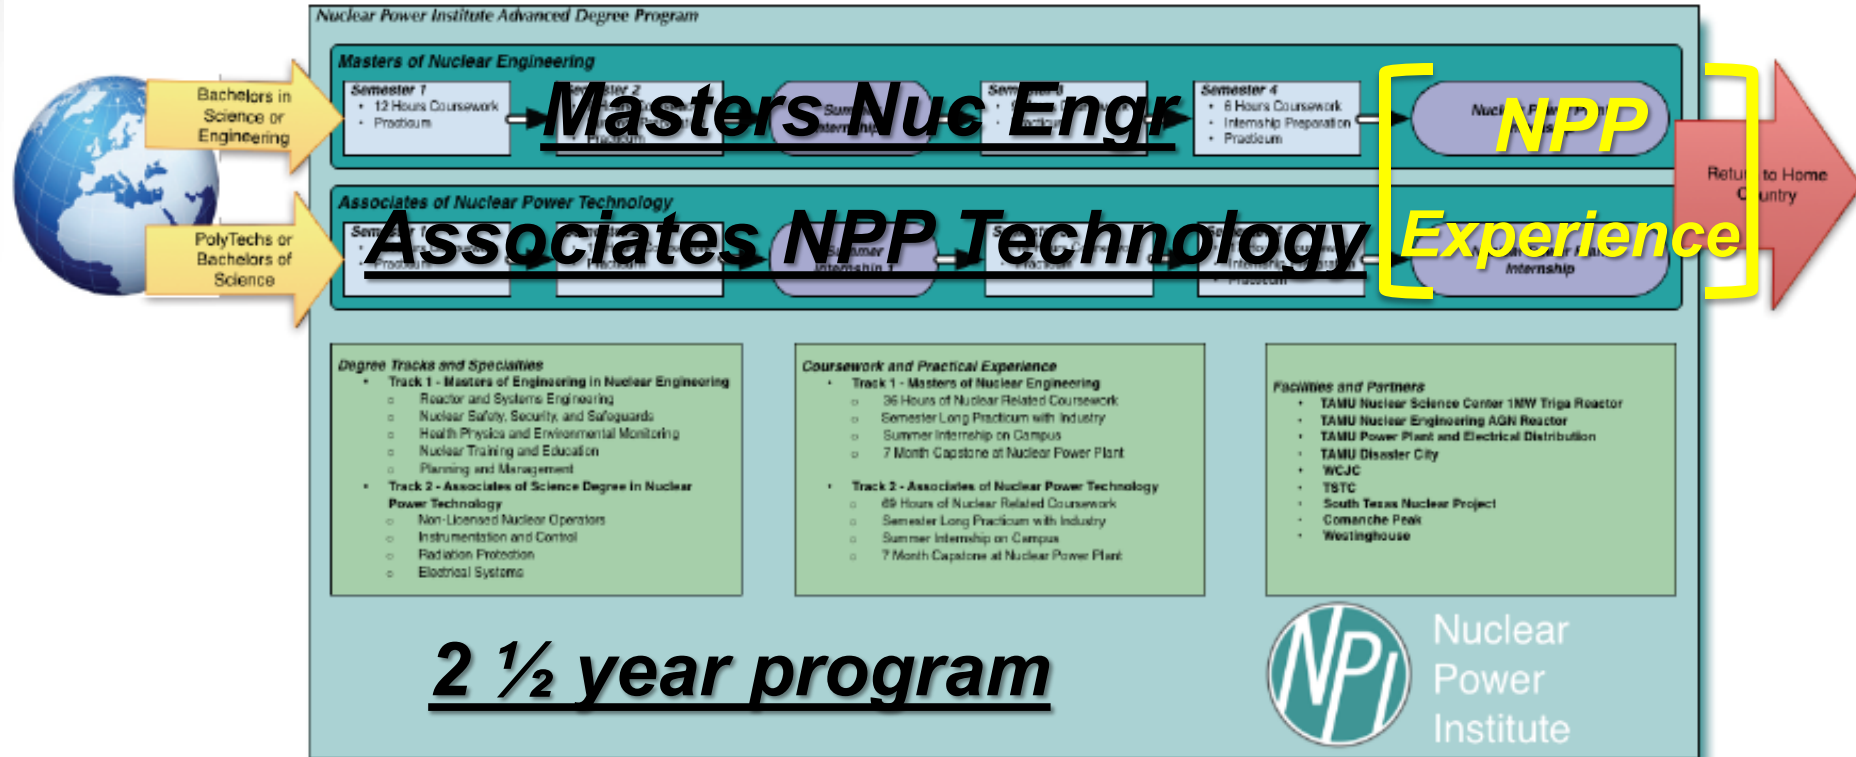 Nuclear Power Institute Advanced Degree Program
Masters of Nuclear Engineering
Bachelors in
Science or
Engineering
Semester 1
• 12 Hours Coursework
• Practicum
Masters Nuc Engr
Semester 4
• 6 Hours Coursework
• Internship Preparation
• Practicum
NPP
Experience
Return to Home
Country
Associates of Nuclear Power Technology
PolyTechs or
Bachelors of
Science
Associates NPP Technology
Internship 1
Internship
Degree Tracks and Specialties
• Track 1 - Masters of Engineering in Nuclear Engineering
○ Reactor and Systems Engineering
○ Nuclear Safety, Security, and Safeguards
○ Health Physics and Environmental Monitoring
○ Nuclear Training and Education
○ Planning and Management
• Track 2 - Associates of Science Degree in Nuclear
Power Technology
○ Non-Licensed Nuclear Operators
○ Instrumentation and Control
○ Radiation Protection
○ Electrical Systems
Coursework and Practical Experience
• Track 1 - Masters of Nuclear Engineering
○ 36 Hours of Nuclear Related Coursework
○ Semester Long Practicum with Industry
○ Summer Internship on Campus
○ 7 Month Capstone at Nuclear Power Plant
• Track 2 - Associates of Nuclear Power Technology
○ 69 Hours of Nuclear Related Coursework
○ Semester Long Practicum with Industry
○ Summer Internship on Campus
○ 7 Month Capstone at Nuclear Power Plant
Facilities and Partners
• TAMU Nuclear Science Center 1MW Triga Reactor
• TAMU Nuclear Engineering AGN Reactor
• TAMU Power Plant and Electrical Distribution
• TAMU Disaster City
• WCJC
• TSTC
• South Texas Nuclear Project
• Comanche Peak
• Westinghouse
2 ½ year program
NPI
Nuclear
Power
Institute